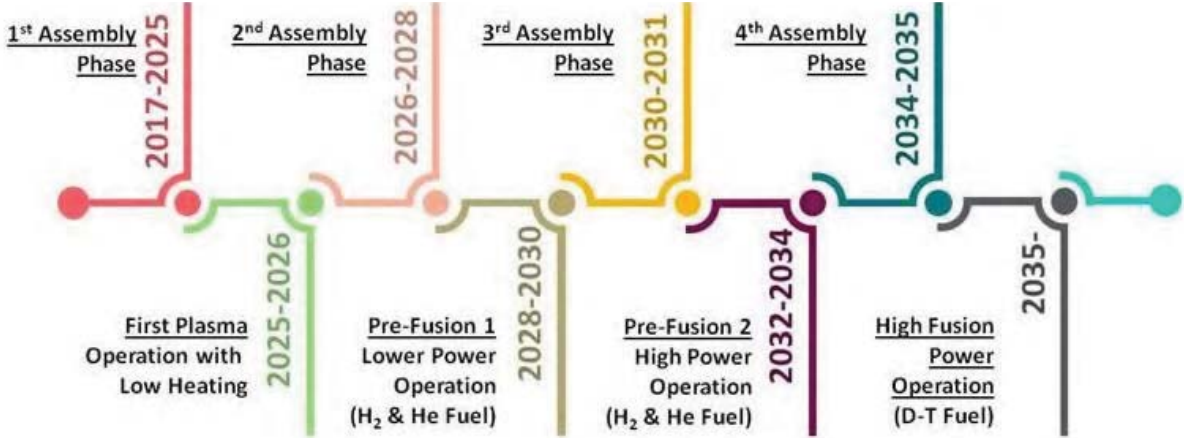 1st Assembly
Phase
2017-2025
2nd Assembly
Phase
2026-2028
3rd Assembly
Phase
2030-2031
4th Assembly
Phase
2034-2035
First Plasma
Operation with
Low Heating
2025-2026
Pre-Fusion 1
Lower Power
Operation
(H₂ & He Fuel)
2028-2030
Pre-Fusion 2
High Power
Operation
(H₂ & He Fuel)
2032-2034
High Fusion
Power
Operation
(D-T Fuel)
2035-